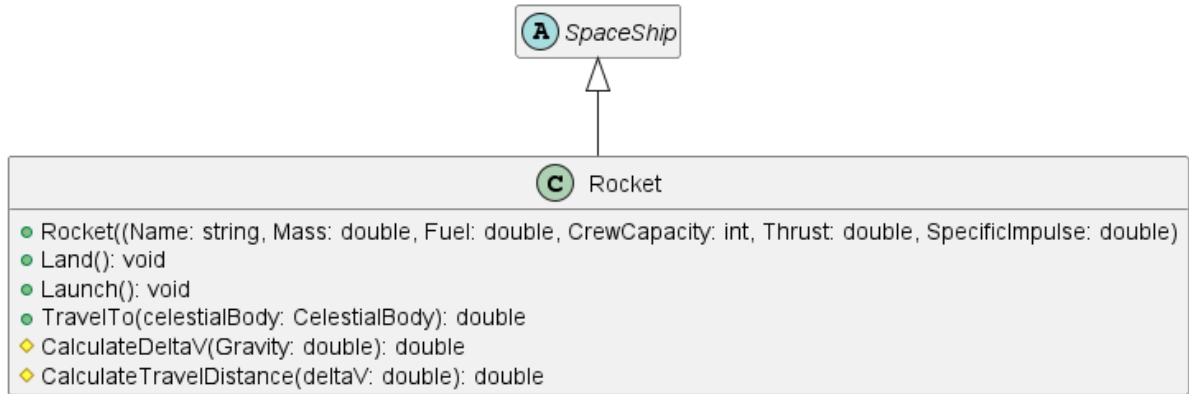 A SpaceShip
C Rocket
Rocket((Name: string, Mass: double, Fuel: double, CrewCapacity: int, Thrust: double, SpecificImpulse: double)
Land(): void
Launch(): void
TravelTo(celestialBody: CelestialBody): double
CalculateDeltaV(Gravity: double): double
CalculateTravelDistance(deltaV: double): double